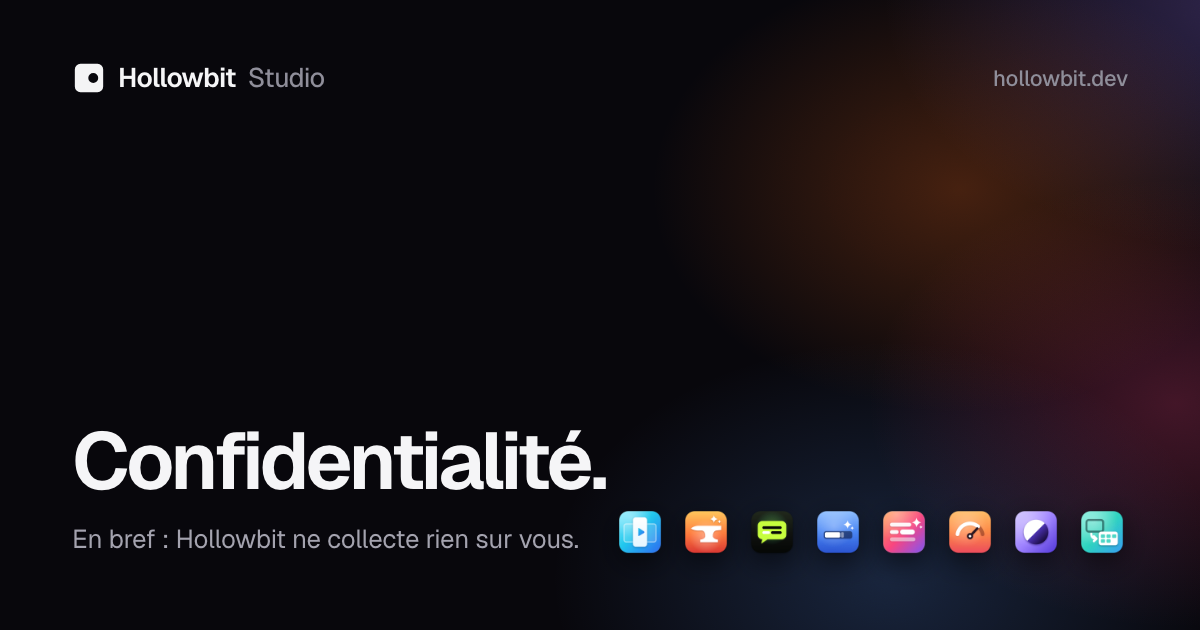 Hollowbit Studio
hollowbit.dev
Confidentialité.
En bref : Hollowbit ne collecte rien sur vous.